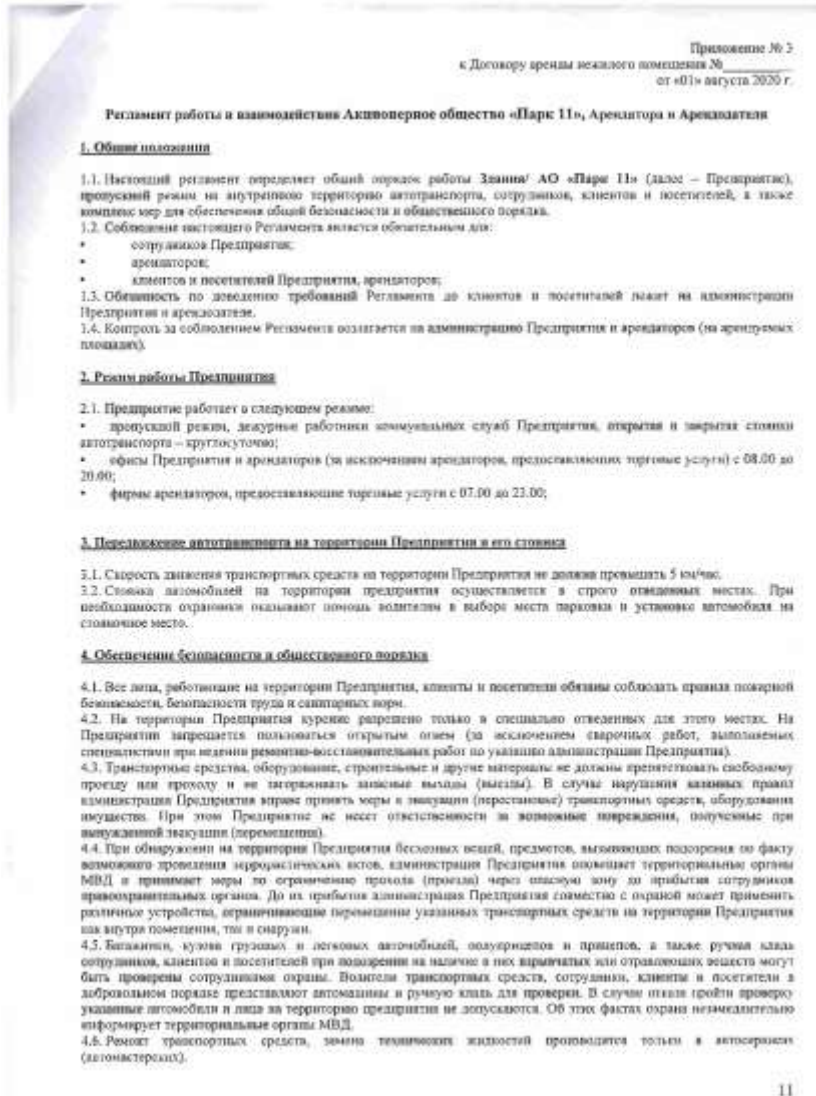 Приложение № 3
к Договору аренды нежилого помещения №_________
от «01» августа 2020 г.
Регламент работы и взаимодействия Акционерное общество «Парк 11», Арендатора и Арендодателя
1. Общие положения
1.1. Настоящий регламент определяет общий порядок работы Здания/ АО «Парк 11» (далее – Предприятие),
пропускной режим на внутреннюю территорию автотранспорта, сотрудников, клиентов и посетителей, а также
комплекс мер для обеспечения общей безопасности и общественного порядка.
1.2. Соблюдение настоящего Регламента является обязательным для:
• сотрудников Предприятия;
• арендаторов;
• клиентов и посетителей Предприятия, арендаторов;
1.3. Обязанность по доведению требований Регламента до клиентов и посетителей лежит на администрации
Предприятия и арендодателе.
1.4. Контроль за соблюдением Регламента возлагается на администрацию Предприятия и арендаторов (на арендуемых
площадях).
2. Режим работы Предприятия
2.1. Предприятие работает в следующем режиме:
• пропускной режим, дежурные работники коммунальных служб Предприятия, открытая и закрытая стоянки
автотранспорта – круглосуточно;
• офисы Предприятия и арендаторов (за исключением арендаторов, предоставляющих торговые услуги) с 08.00 до
20.00;
• фирмы арендаторов, предоставляющие торговые услуги с 07.00 до 23.00;
3. Передвижение автотранспорта на территории Предприятия и его стоянка
3.1. Скорость движения транспортных средств на территории Предприятия не должна превышать 5 км/час.
3.2. Стоянка автомобилей на территории предприятия осуществляется в строго отведенных местах. При
необходимости охранники оказывают помощь водителям в выборе места парковки и установке автомобиля на
стояночное место.
4. Обеспечение безопасности и общественного порядка
4.1. Все лица, работающие на территории Предприятия, клиенты и посетители обязаны соблюдать правила пожарной
безопасности, безопасности труда и санитарных норм.
4.2. На территории Предприятия курение разрешено только в специально отведенных для этого местах. На
Предприятии запрещается пользоваться открытым огнем (за исключением сварочных работ, выполняемых
специалистами при ведении ремонтно-восстановительных работ по указанию администрации Предприятия).
4.3. Транспортные средства, оборудование, строительные и другие материалы не должны препятствовать свободному
проезду или проходу и не загораживать запасные выходы (выезды). В случае нарушения названных правил
администрация Предприятия вправе принять меры к эвакуации (перестановке) транспортных средств, оборудования
имущества. При этом Предприятие не несет ответственности за возможные повреждения, полученные при
вынужденной эвакуации (перемещении).
4.4. При обнаружении на территории Предприятия бесхозных вещей, предметов, вызывающих подозрения по факту
возможного проведения террористических актов, администрация Предприятия оповещает территориальные органы
МВД и принимает меры по ограничению прохода (проезда) через опасную зону до прибытия сотрудников
правоохранительных органов. До их прибытия администрация Предприятия совместно с охраной может применить
различные устройства, ограничивающие перемещение указанных транспортных средств на территории Предприятия
как внутри помещения, так и снаружи.
4.5. Багажники, кузова грузовых и легковых автомобилей, полуприцепов и прицепов, а также ручная кладь
сотрудников, клиентов и посетителей при подозрении на наличие в них взрывчатых или отравляющих веществ могут
быть проверены сотрудниками охраны. Водители транспортных средств, сотрудники, клиенты и посетители в
добровольном порядке представляют автомашины и ручную кладь для проверки. В случае отказа пройти проверку
указанные автомобили и лица на территорию предприятия не допускаются. Об этих фактах охрана незамедлительно
информирует территориальные органы МВД.
4.6. Ремонт транспортных средств, замена технических жидкостей производится только в автосервисах
(автомастерских).
11